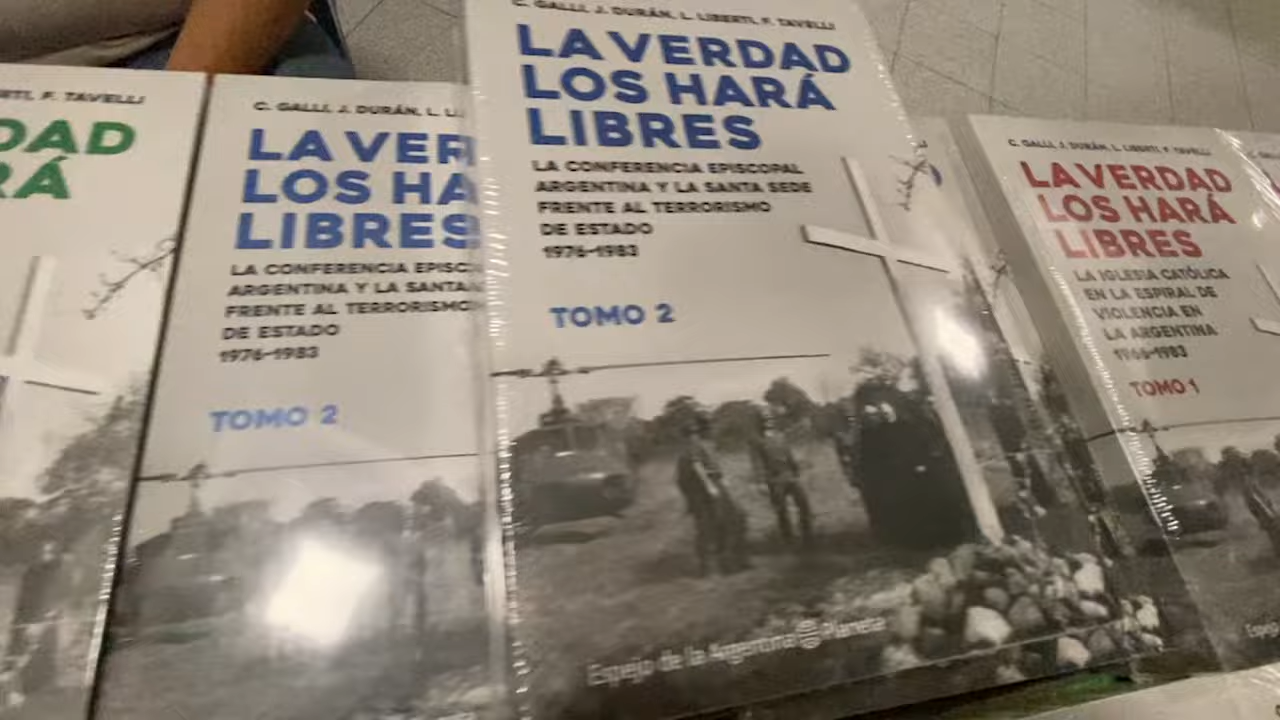 ERTI, F. TAVELLI
DAD
RÁ
C. GALLI, J. DURÁN, L. LI
LA VER
LOS HA
LIBRES
LA CONFERENCIA EPISC
ARGENTINA Y LA SANTA
FRENTE AL TERRORISMO
DE ESTADO
1976-1983
TOMO 2
C. GALLI, J. DURÁN, L. LIBERTI, F. TAVELLI
LA VERDAD
LOS HARÁ
LIBRES
LA CONFERENCIA EPISCOPAL
ARGENTINA Y LA SANTA SEDE
FRENTE AL TERRORISMO
DE ESTADO
1976-1983
TOMO 2
Espejo de la Argentina Planeta
C. GALLI, J. DURÁN, L. LIBERTI, F. TAVELLI
LA VERDAD
LOS HARÁ
LIBRES
LA IGLESIA CATÓLICA
EN LA ESPIRAL DE
VIOLENCIA EN
LA ARGENTINA
1966-1983
TOMO 1